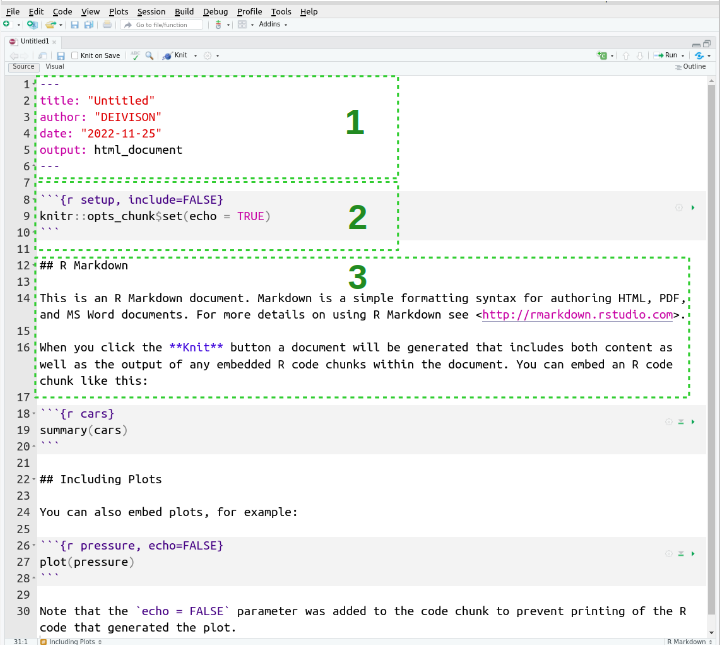 File Edit Code View Plots Session Build Debug Profile Tools Help
Go to file/function Addins
Untitled1
Knit on Save Knit Run
Source Visual Outline
1 ---
2 title: "Untitled"
3 author: "DEIVISON"
4 date: "2022-11-25"
5 output: html_document
6 ---
1
7
8 ```{r setup, include=FALSE}
9 knitr::opts_chunk$set(echo = TRUE)
10 ```
2
11
12 ## R Markdown
3
13
14 This is an R Markdown document. Markdown is a simple formatting syntax for authoring HTML, PDF,
and MS Word documents. For more details on using R Markdown see <http://rmarkdown.rstudio.com>.
15
16 When you click the **Knit** button a document will be generated that includes both content as
well as the output of any embedded R code chunks within the document. You can embed an R code
chunk like this:
17
18 ```{r cars}
19 summary(cars)
20 ```
21
22 ## Including Plots
23
24 You can also embed plots, for example:
25
26 ```{r pressure, echo=FALSE}
27 plot(pressure)
28 ```
29
30 Note that the `echo = FALSE` parameter was added to the code chunk to prevent printing of the R
code that generated the plot.
31:1 Including Plots R Markdown